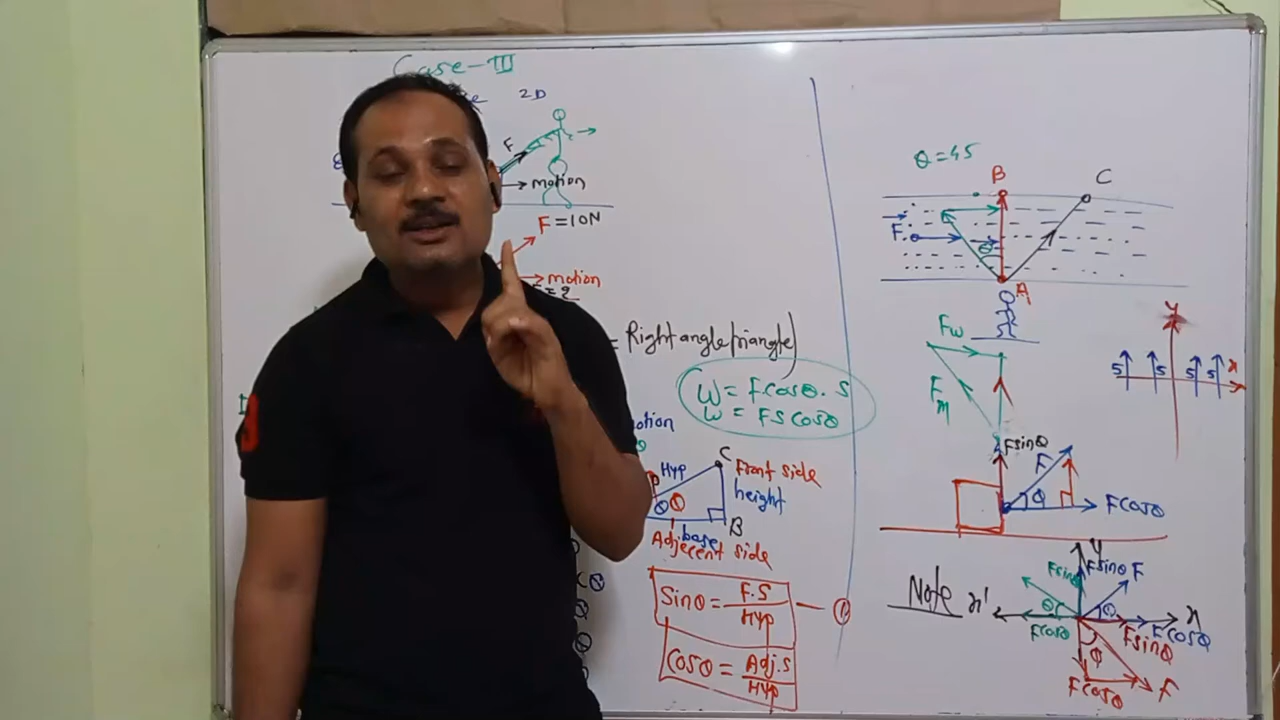 Case-III
2D
F
motion
F = 10N
motion
= Right angle triangle)
W = F.Cosθ. S
W = FS Cosθ
Hyp
C
Front side
height
θ
θ
B
base
Adjecent side
Sinθ = F.S / Hyp
①
Cosθ = Adj.S / Hyp
θ = 45
B
C
F
θ
A
Fw
Fm
y
5 5 5 5
x
Fsinθ
F
θ
Fcosθ
Note
y
Fsinθ
Fsinθ
F
x'
θ
θ
x
Fcosθ
Fcosθ
Fsinθ
θ
Fcosθ
F